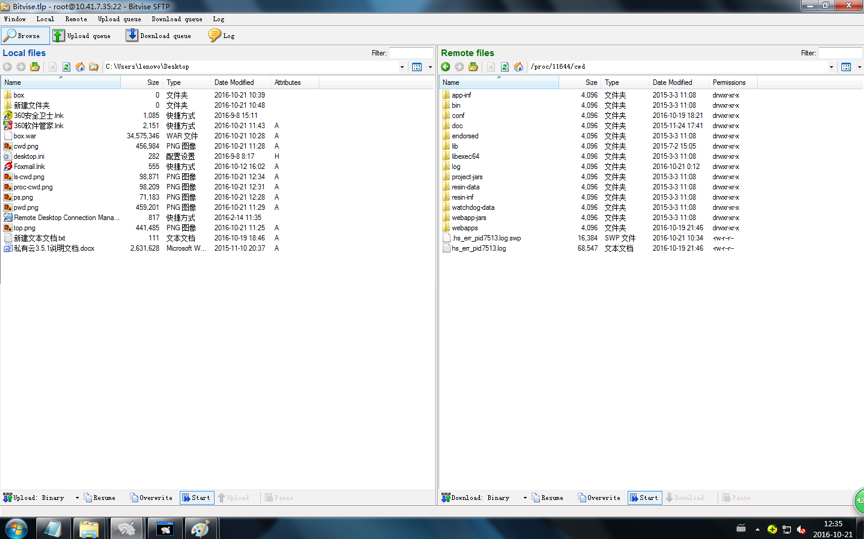 Bitvise.tlp - root@10.41.7.35:22 - Bitvise SFTP
Window Local Remote Upload queue Download queue Log
Browse Upload queue Download queue Log
Local files Filter:
C:\Users\lenovo\Desktop
Name Size Type Date Modified Attributes
box 0 文件夹 2016-10-21 10:39
新建文件夹 0 文件夹 2016-10-21 10:48
360安全卫士.lnk 1,085 快捷方式 2016-9-8 15:11
360软件管家.lnk 2,151 快捷方式 2016-10-21 11:43 A
box.war 34,575,346 WAR 文件 2016-10-21 10:28 A
cwd.png 456,984 PNG 图像 2016-10-21 11:28 A
desktop.ini 282 配置设置 2016-9-8 8:17 H
Foxmail.lnk 555 快捷方式 2016-10-12 16:02 A
ls-cwd.png 98,871 PNG 图像 2016-10-21 12:34 A
proc-cwd.png 98,209 PNG 图像 2016-10-21 12:31 A
ps.png 71,183 PNG 图像 2016-10-21 12:28 A
pwd.png 459,201 PNG 图像 2016-10-21 11:29 A
Remote Desktop Connection Mana... 817 快捷方式 2016-2-14 11:35
top.png 441,485 PNG 图像 2016-10-21 11:25 A
新建文本文档.txt 111 文本文档 2016-10-19 18:46 A
私有云3.5.1说明文档.docx 2,631,628 Microsoft W... 2015-11-10 20:37 A
Upload: Binary Resume Overwrite Start Upload Pause
Remote files Filter:
/proc/11644/cwd
Name Size Type Date Modified Permissions
app-inf 4,096 文件夹 2015-3-3 11:08 drwxr-xr-x
bin 4,096 文件夹 2015-3-3 11:08 drwxr-xr-x
conf 4,096 文件夹 2016-10-19 18:21 drwxr-xr-x
doc 4,096 文件夹 2015-11-24 17:41 drwxr-xr-x
endorsed 4,096 文件夹 2015-3-3 11:08 drwxr-xr-x
lib 4,096 文件夹 2015-7-2 15:05 drwxr-xr-x
libexec64 4,096 文件夹 2015-3-3 11:08 drwxr-xr-x
log 4,096 文件夹 2016-10-21 0:12 drwxr-xr-x
project-jars 4,096 文件夹 2015-3-3 11:08 drwxr-xr-x
resin-data 4,096 文件夹 2015-3-3 11:08 drwxr-xr-x
resin-inf 4,096 文件夹 2015-3-3 11:08 drwxr-xr-x
watchdog-data 4,096 文件夹 2015-3-3 11:08 drwxr-xr-x
webapp-jars 4,096 文件夹 2015-3-3 11:08 drwxr-xr-x
webapps 4,096 文件夹 2016-10-19 21:46 drwxr-xr-x
.hs_err_pid7513.log.swp 16,384 SWP 文件 2016-10-21 10:34 -rw-r--r--
hs_err_pid7513.log 68,547 文本文档 2016-10-19 21:46 -rw-r--r--
Download: Binary Resume Overwrite Start Download Pause
42
12:35
2016-10-21